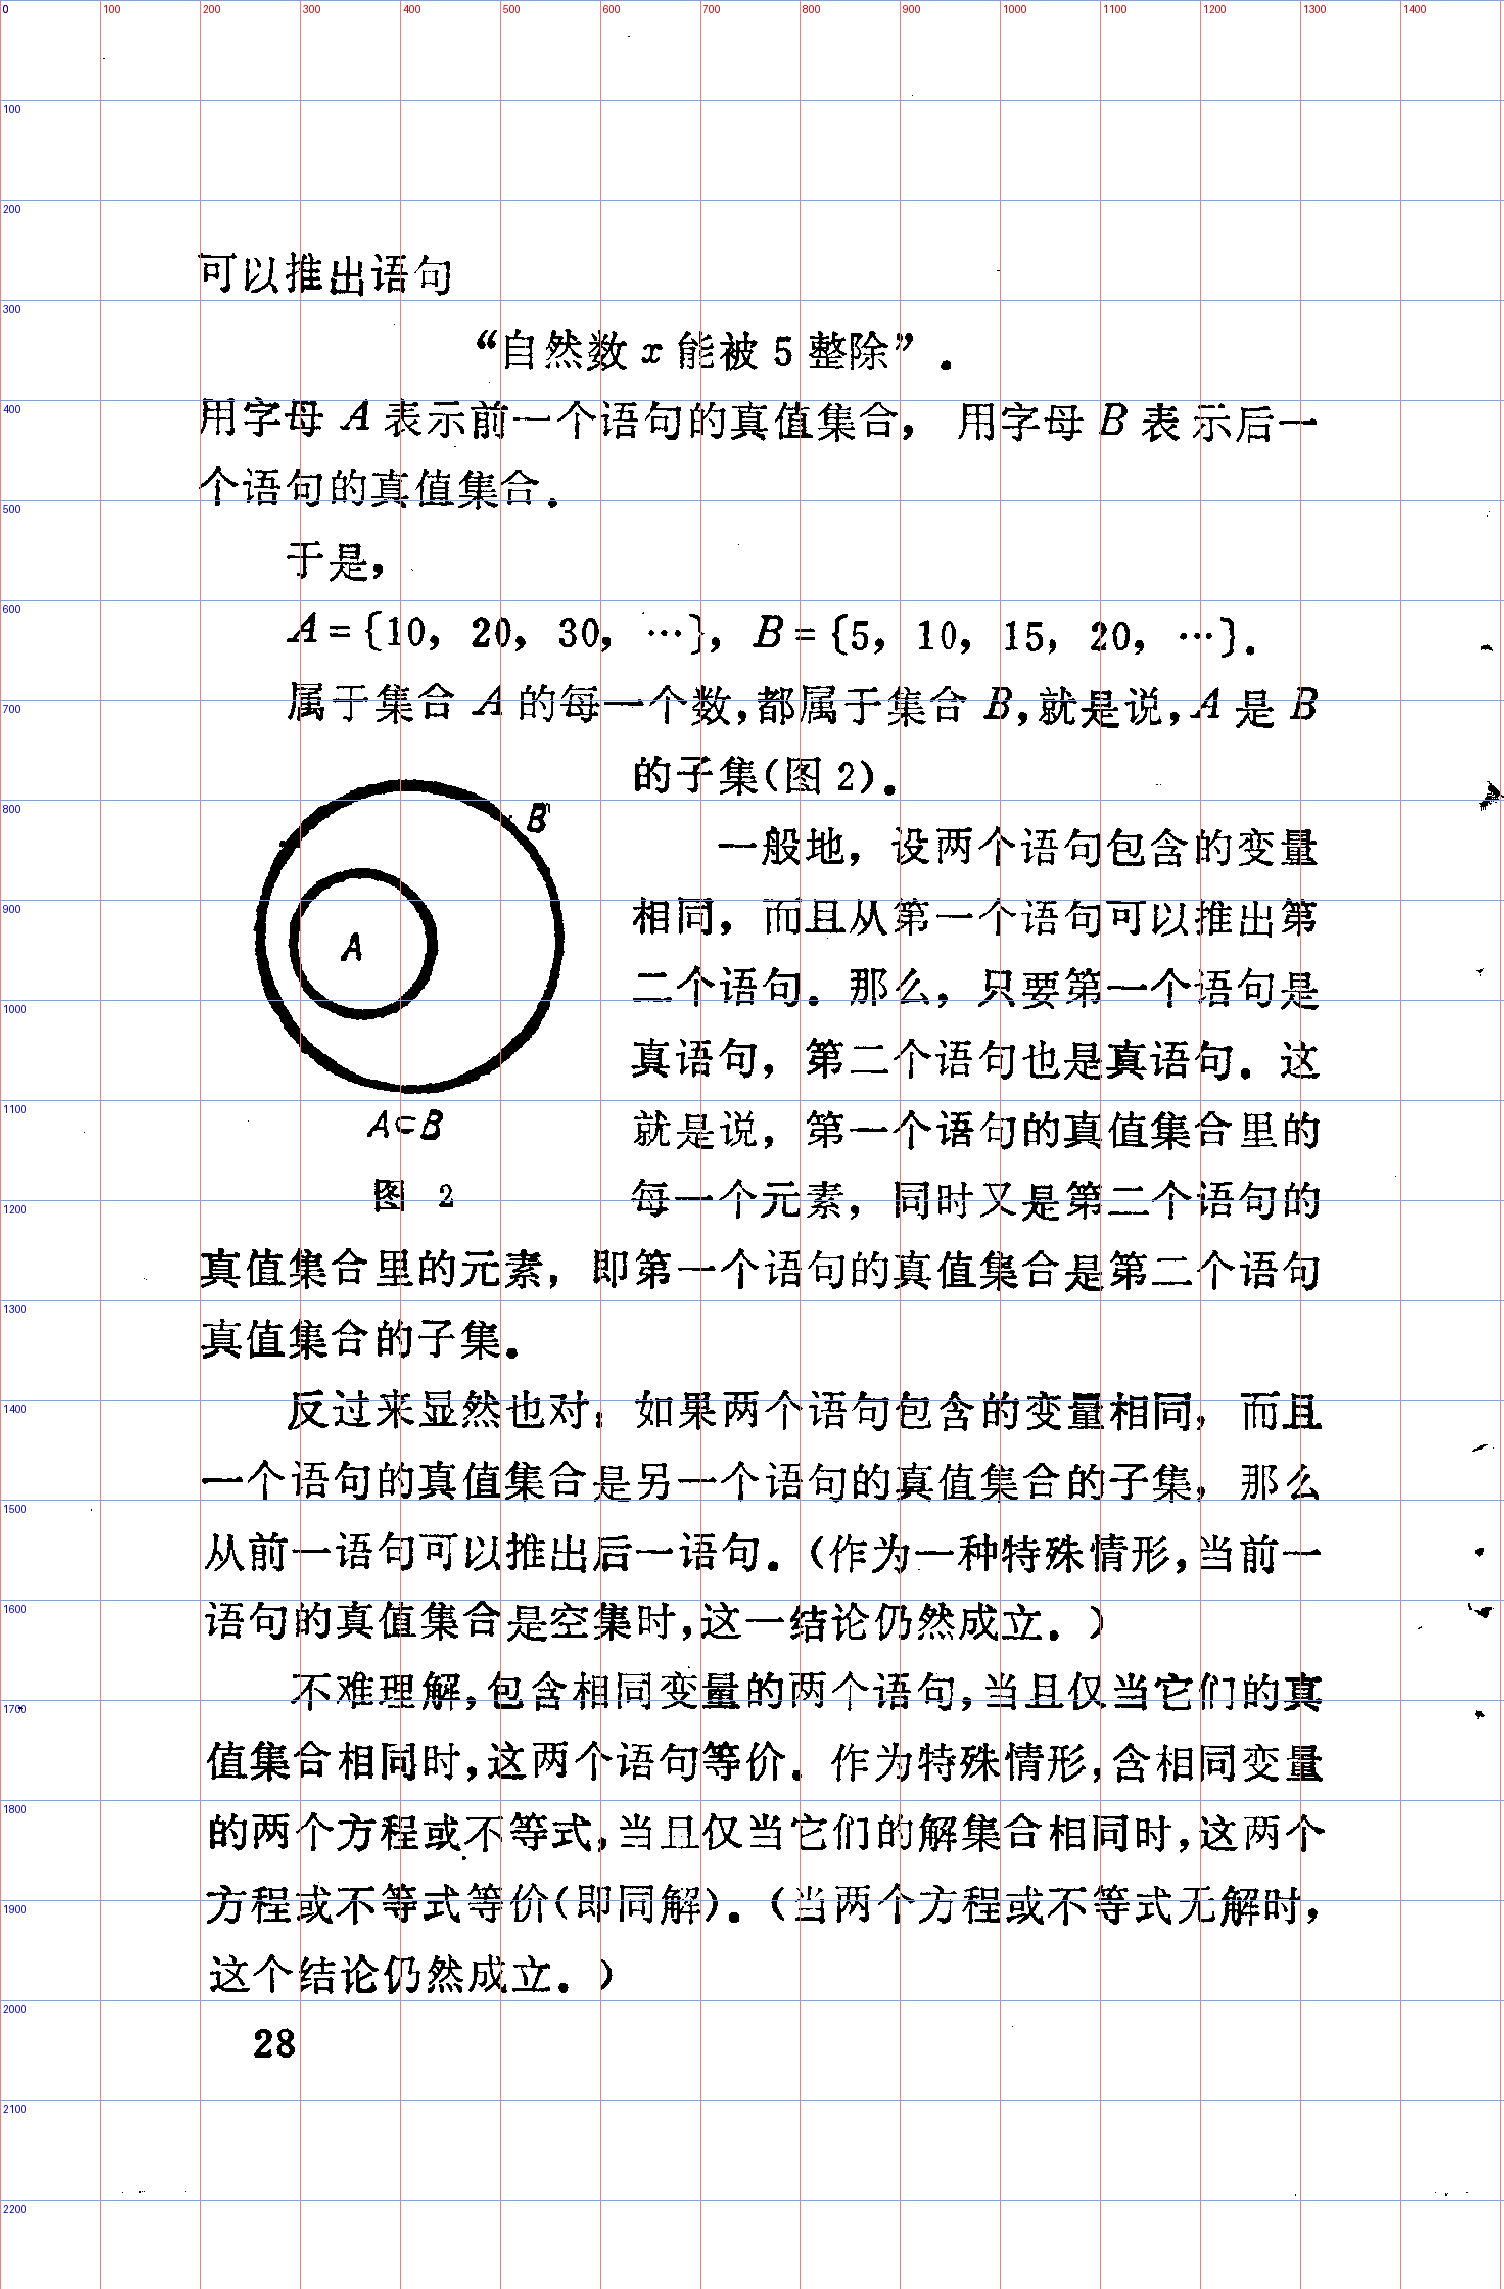 可以推出语句
“自然数 x 能被 5 整除”.
用字母 A 表示前一个语句的真值集合, 用字母 B 表示后一
个语句的真值集合.
于是,
A={10, 20, 30, …}, B={5, 10, 15, 20, …}.
属于集合 A 的每一个数,都属于集合 B,就是说,A 是 B
的子集(图 2).
B
A
A⊂B
图 2
一般地, 设两个语句包含的变量
相同, 而且从第一个语句可以推出第
二个语句. 那么, 只要第一个语句是
真语句, 第二个语句也是真语句. 这
就是说, 第一个语句的真值集合里的
每一个元素, 同时又是第二个语句的
真值集合里的元素, 即第一个语句的真值集合是第二个语句
真值集合的子集.
反过来显然也对: 如果两个语句包含的变量相同, 而且
一个语句的真值集合是另一个语句的真值集合的子集, 那么
从前一语句可以推出后一语句. (作为一种特殊情形,当前一
语句的真值集合是空集时,这一结论仍然成立.)
不难理解,包含相同变量的两个语句,当且仅当它们的真
值集合相同时,这两个语句等价. 作为特殊情形,含相同变量
的两个方程或不等式,当且仅当它们的解集合相同时,这两个
方程或不等式等价(即同解). (当两个方程或不等式无解时,
这个结论仍然成立.)
28